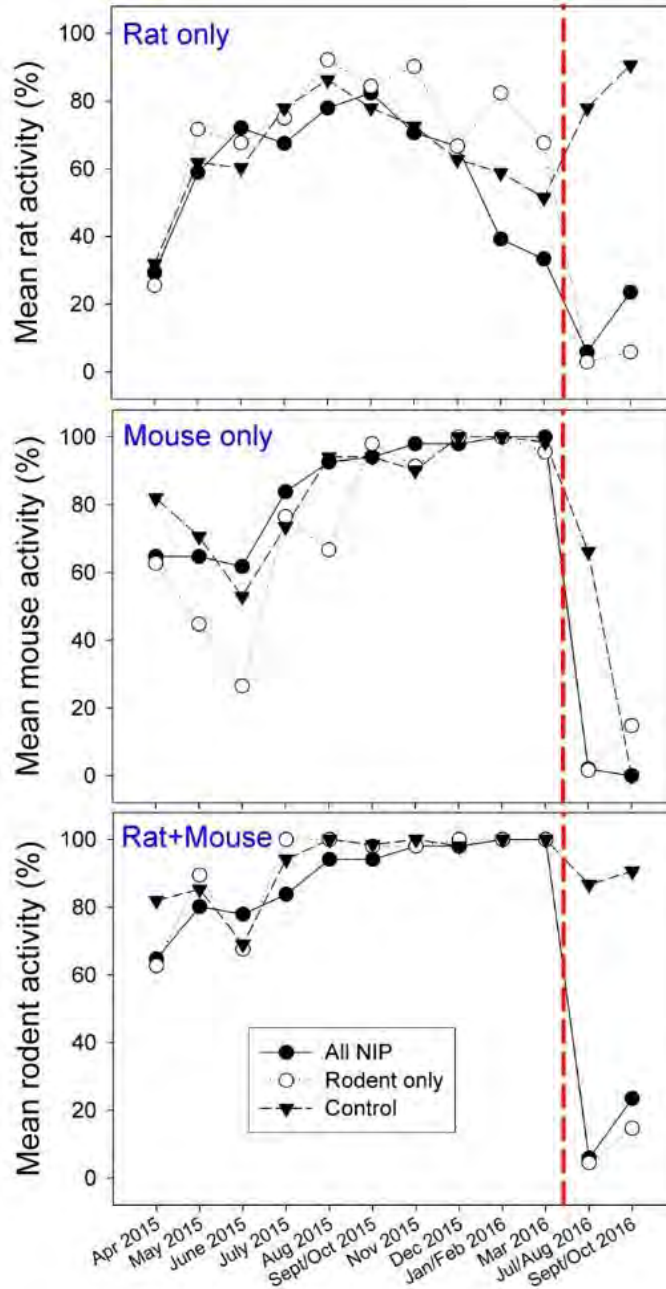 Rat only
Mean rat activity (%)
100
80
60
40
20
0
Mouse only
Mean mouse activity (%)
100
80
60
40
20
0
Rat+Mouse
Mean rodent activity (%)
100
80
60
40
20
0
All NIP
Rodent only
Control
Apr 2015
May 2015
June 2015
July 2015
Aug 2015
Sept/Oct 2015
Nov 2015
Dec 2015
Jan/Feb 2016
Mar 2016
Jul/Aug 2016
Sept/Oct 2016